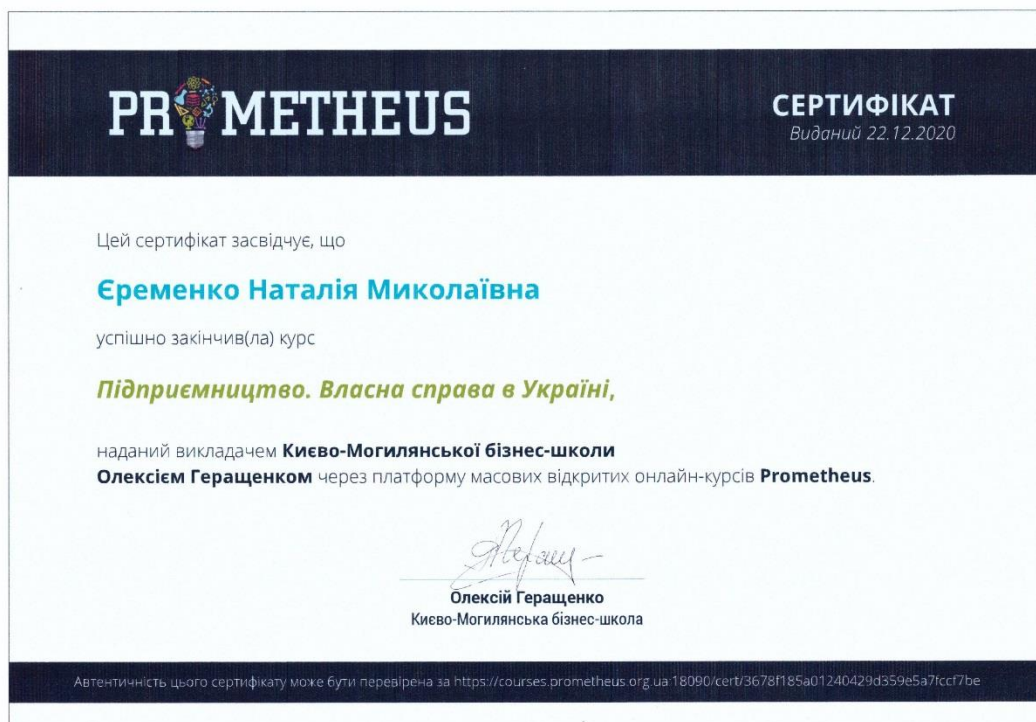 PROMETHEUS
СЕРТИФІКАТ
Виданий 22.12.2020
Цей сертифікат засвідчує, що
Єременко Наталія Миколаївна
успішно закінчив(ла) курс
Підприємництво. Власна справа в Україні,
наданий викладачем Києво-Могилянської бізнес-школи
Олексієм Геращенком через платформу масових відкритих онлайн-курсів Prometheus.
Олексій Геращенко
Києво-Могилянська бізнес-школа
Автентичність цього сертифікату може бути перевірена за https://courses.prometheus.org.ua:18090/cert/3678f185a01240429d359e5a7fccf7be